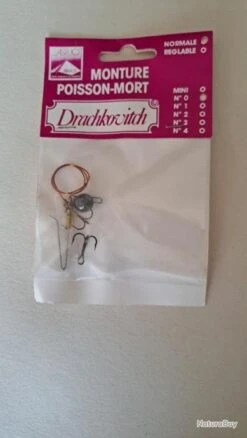 NORMALE
REGLABLE
MONTURE
POISSON-MORT
Drachkovitch
MINI
N° 0
N° 1
N° 2
N° 3
N° 4
NaturaBuy